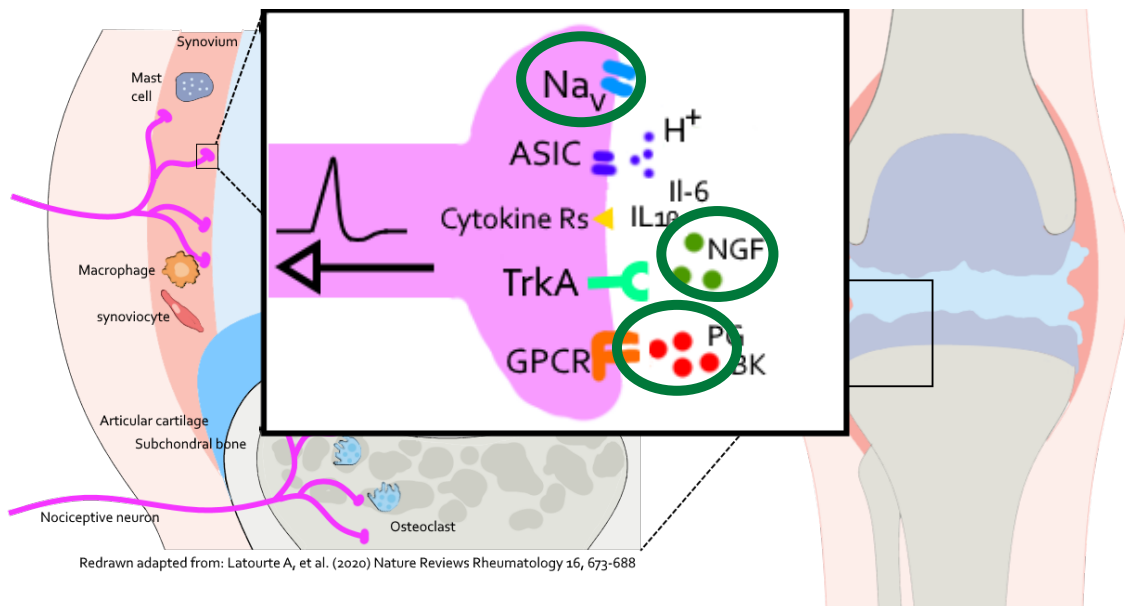 Synovium
Mast
cell
Macrophage
synoviocyte
Articular cartilage
Subchondral bone
Nociceptive neuron
Osteoclast
Nav
ASIC
H+
Il-6
Cytokine Rs
IL1β
NGF
TrkA
GPCR
PG
BK
Redrawn adapted from: Latourte A, et al. (2020) Nature Reviews Rheumatology 16, 673-688